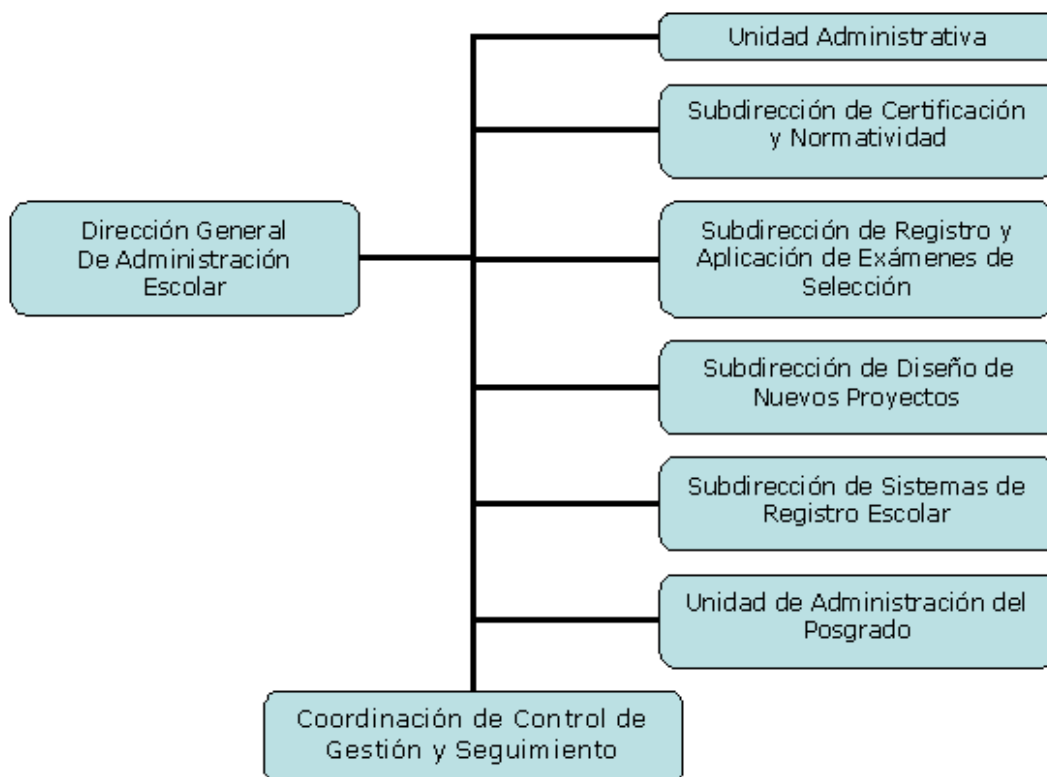 Unidad Administrativa
Subdirección de Certificación
y Normatividad
Dirección General
De Administración
Escolar
Subdirección de Registro y
Aplicación de Exámenes de
Selección
Subdirección de Diseño de
Nuevos Proyectos
Subdirección de Sistemas de
Registro Escolar
Unidad de Administración del
Posgrado
Coordinación de Control de
Gestión y Seguimiento